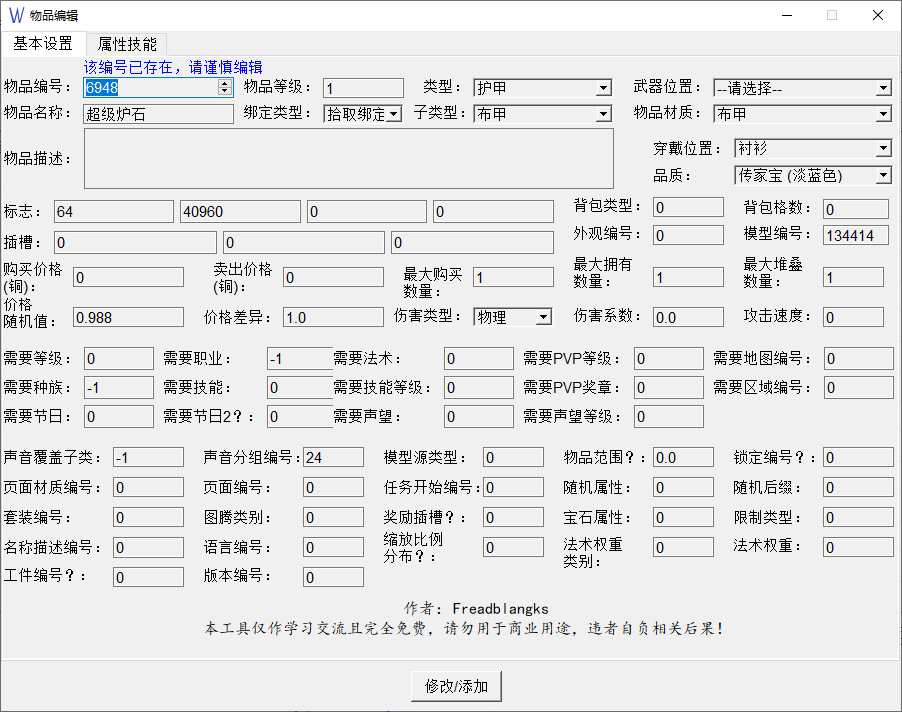 物品编辑
基本设置 属性技能
该编号已存在，请谨慎编辑
物品编号： 6948 物品等级： 1 类型： 护甲 武器位置： --请选择--
物品名称： 超级炉石 绑定类型： 拾取绑定 子类型： 布甲 物品材质： 布甲
物品描述： 穿戴位置： 衬衫
品质： 传家宝 (淡蓝色)
标志： 64 40960 0 0 背包类型： 0 背包格数： 0
插槽： 0 0 0 外观编号： 0 模型编号： 134414
购买价格(铜)： 0 卖出价格(铜)： 0 最大购买数量： 1 最大拥有数量： 1 最大堆叠数量： 1
价格随机值： 0.988 价格差异： 1.0 伤害类型： 物理 伤害系数： 0.0 攻击速度： 0
需要等级： 0 需要职业： -1 需要法术： 0 需要PVP等级： 0 需要地图编号： 0
需要种族： -1 需要技能： 0 需要技能等级： 0 需要PVP奖章： 0 需要区域编号： 0
需要节日： 0 需要节日2？： 0 需要声望： 0 需要声望等级： 0
声音覆盖子类： -1 声音分组编号： 24 模型源类型： 0 物品范围？： 0.0 锁定编号？： 0
页面材质编号： 0 页面编号： 0 任务开始编号： 0 随机属性： 0 随机后缀： 0
套装编号： 0 图腾类别： 0 奖励插槽？： 0 宝石属性： 0 限制类型： 0
名称描述编号： 0 语言编号： 0 缩放比例分布？： 0 法术权重类别： 0 法术权重： 0
工件编号？： 0 版本编号： 0
作者：Freadblangks
本工具仅作学习交流且完全免费，请勿用于商业用途，违者自负相关后果！
修改/添加